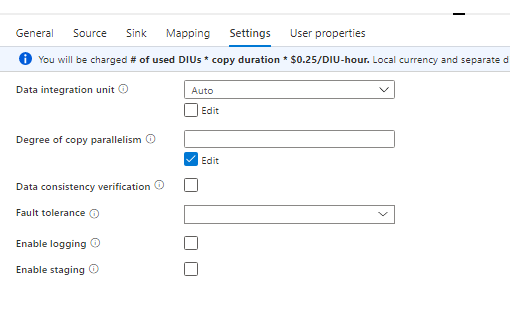 General Source Sink Mapping Settings User properties
You will be charged # of used DIUs * copy duration * $0.25/DIU-hour. Local currency and separate d
Data integration unit Auto
Edit
Degree of copy parallelism
Edit
Data consistency verification
Fault tolerance
Enable logging
Enable staging